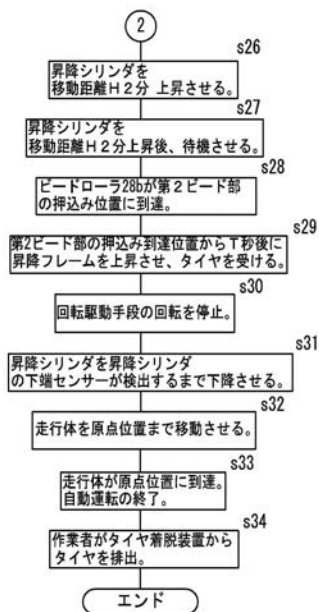 2
s26
昇降シリンダを
移動距離H2分 上昇させる。
s27
昇降シリンダを
移動距離H2分上昇後、待機させる。
s28
ビードローラ28bが第2ビード部
の押込み位置に到達。
s29
第2ビード部の押込み到達位置からT秒後に
昇降フレームを上昇させ、タイヤを受ける。
s30
回転駆動手段の回転を停止。
s31
昇降シリンダを昇降シリンダ
の下端センサーが検出するまで下降させる。
s32
走行体を原点位置まで移動させる。
s33
走行体が原点位置に到達。
自動運転の終了。
s34
作業者がタイヤ着脱装置から
タイヤを排出。
エンド